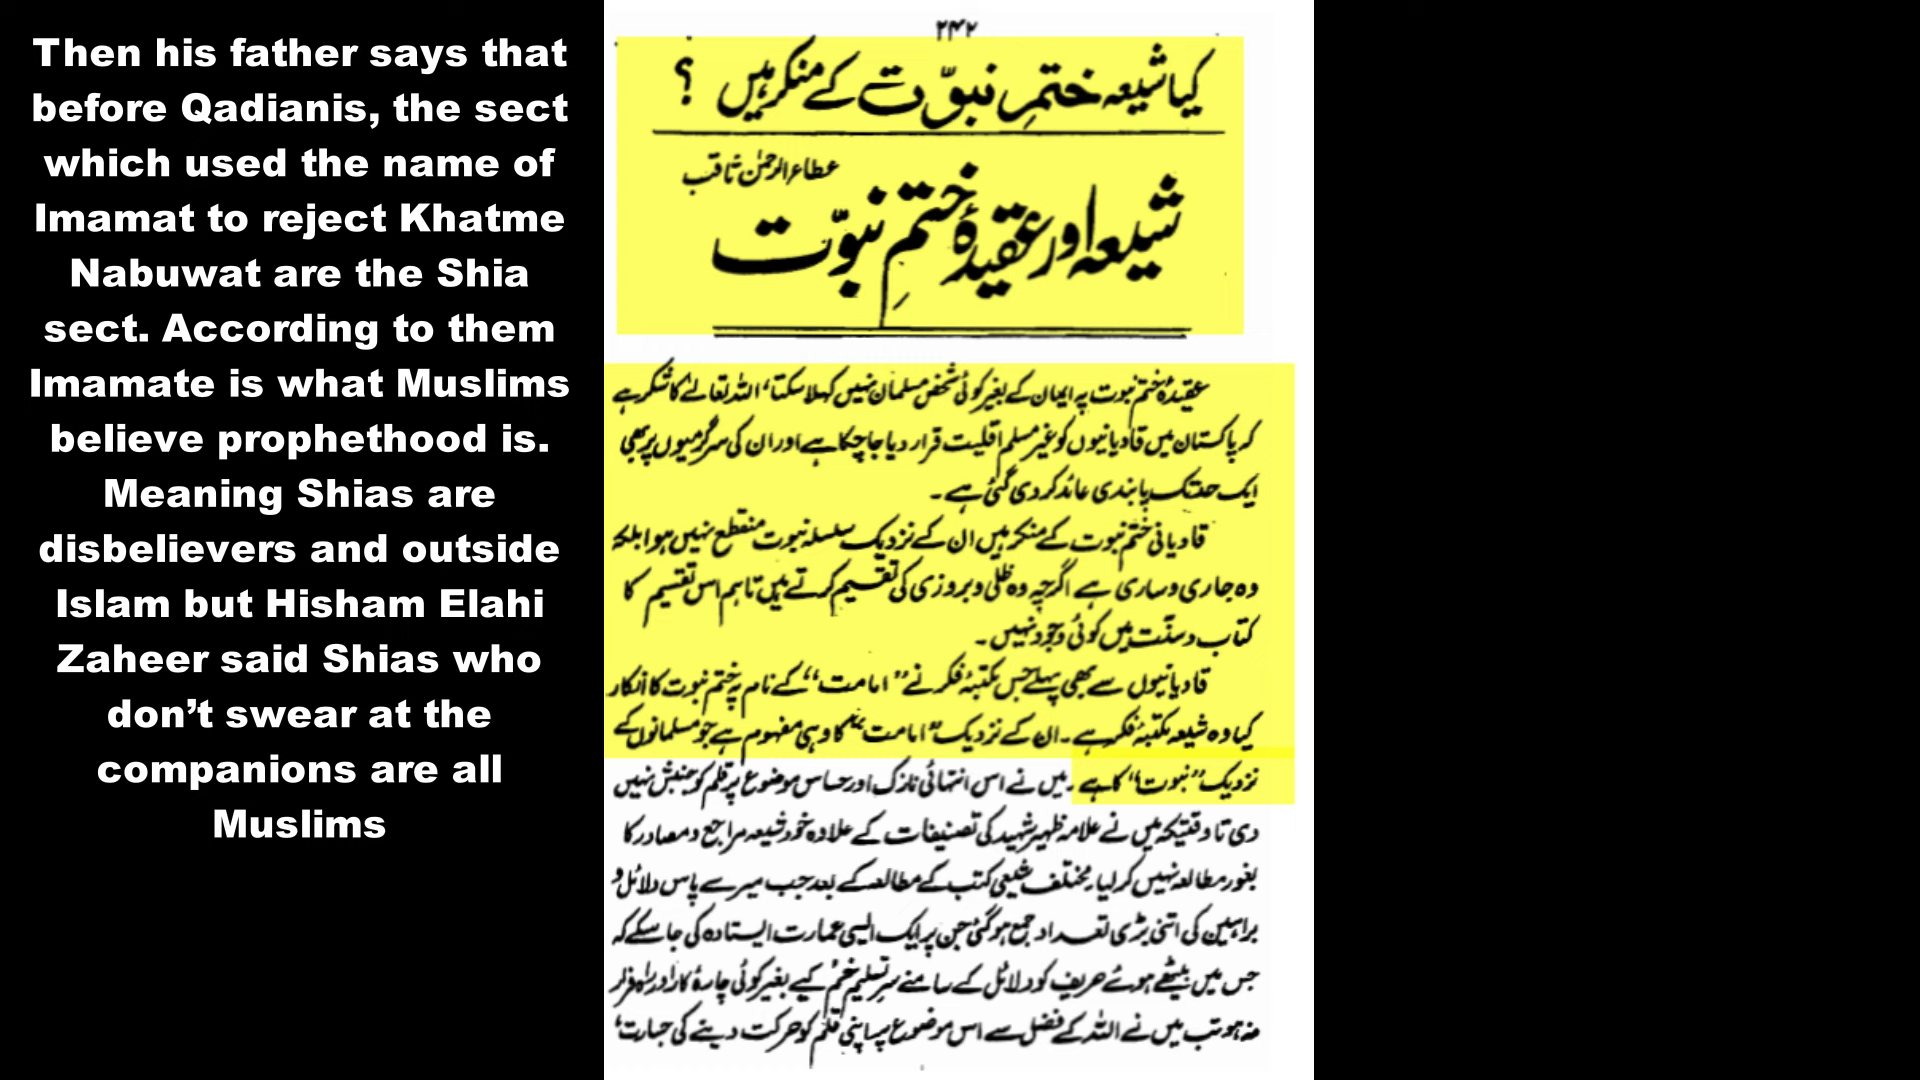 Then his father says that
before Qadianis, the sect
which used the name of
Imamat to reject Khatme
Nabuwat are the Shia
sect. According to them
Imamate is what Muslims
believe prophethood is.
Meaning Shias are
disbelievers and outside
Islam but Hisham Elahi
Zaheer said Shias who
don’t swear at the
companions are all
Muslims
۲۴۲
کیا شیعہ ختمِ نبوّت کے منکر ہیں ؟
عطاء الرحمٰن ثاقب
شیعہ اور عقیدۂ ختمِ نبوّت
عقیدۂ ختم نبوت پہ ایمان کے بغیر کوئی شخص مسلمان نہیں کہلا سکتا، اللہ تعالےٰ کا شکر ہے
کہ پاکستان میں قادیانیوں کو غیر مسلم اقلیت قرار دیا جاچکا ہے اور ان کی سرگرمیوں پر بھی
ایک حد تک پابندی عائد کر دی گئی ہے ۔
قادیانی ختم نبوت کے منکر ہیں ان کے نزدیک سلسلہ نبوت منقطع نہیں ہوا بلکہ
وہ جاری و ساری ہے اگرچہ وہ ظلی و بروزی کی تقسیم کرتے ہیں تاہم اس تقسیم کا
کتاب و سنّت میں کوئی وجود نہیں ۔
قادیانیوں سے بھی پہلے جس مکتبۂ فکر نے "امامت" کے نام پہ ختم نبوت کا انکار
کیا وہ شیعہ مکتبۂ فکر ہے ۔ ان کے نزدیک "امامت" کا وہی مفہوم ہے جو مسلمانوں کے
نزدیک "نبوت" کا ہے ۔ میں نے اس انتہائی نازک اور حساس موضوع پر قلم کو جنبش نہیں
دی تا وقتیکہ میں نے علامہ ظہیر شہید کی تصنیفات کے علاوہ خود شیعہ مراجع و مصادر کا
بغور مطالعہ نہیں کر لیا، مختلف شیعی کتب کے مطالعہ کے بعد جب میرے پاس دلائل و
براہین کی اتنی بڑی تعداد جمع ہوگئی جن پر ایک ایسی عمارت ایستادہ کی جا سکے کہ
جس میں بیٹھے ہوئے حریف کو دلائل کے سامنے سرِ تسلیم خم کیے بغیر کوئی چارۂ کار اور راہ فرار
نہ ہو تب میں نے اللہ کے فضل سے اس موضوع پر اپنی قلم کو حرکت دینے کی جسارت